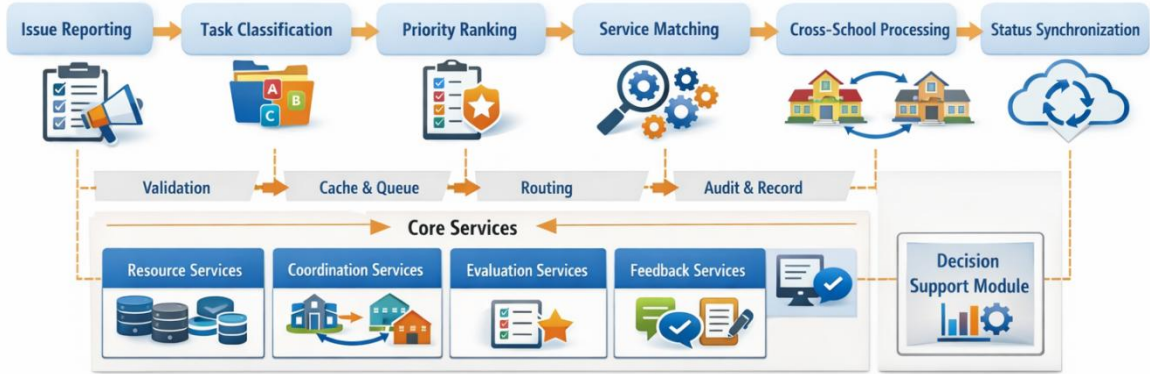 Issue Reporting
Task Classification
Priority Ranking
Service Matching
Cross-School Processing
Status Synchronization
A
B
C
Validation
Cache & Queue
Routing
Audit & Record
Core Services
Resource Services
Coordination Services
Evaluation Services
Feedback Services
Decision
Support Module